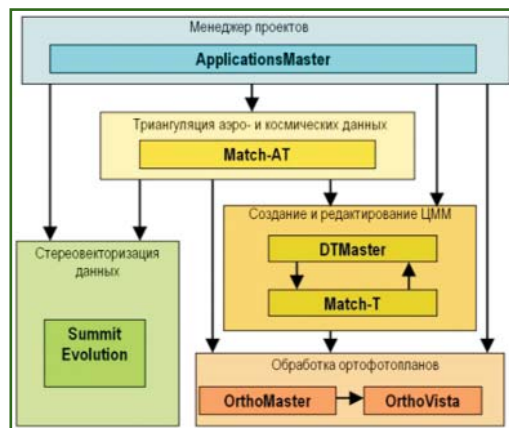 Менеджер проектов
ApplicationsMaster
Триангуляция аэро- и космических данных
Match-AT
Создание и редактирование ЦММ
DTMaster
Match-T
Стереовекторизация
данных
Summit
Evolution
Обработка ортофотопланов
OrthoMaster
OrthoVista